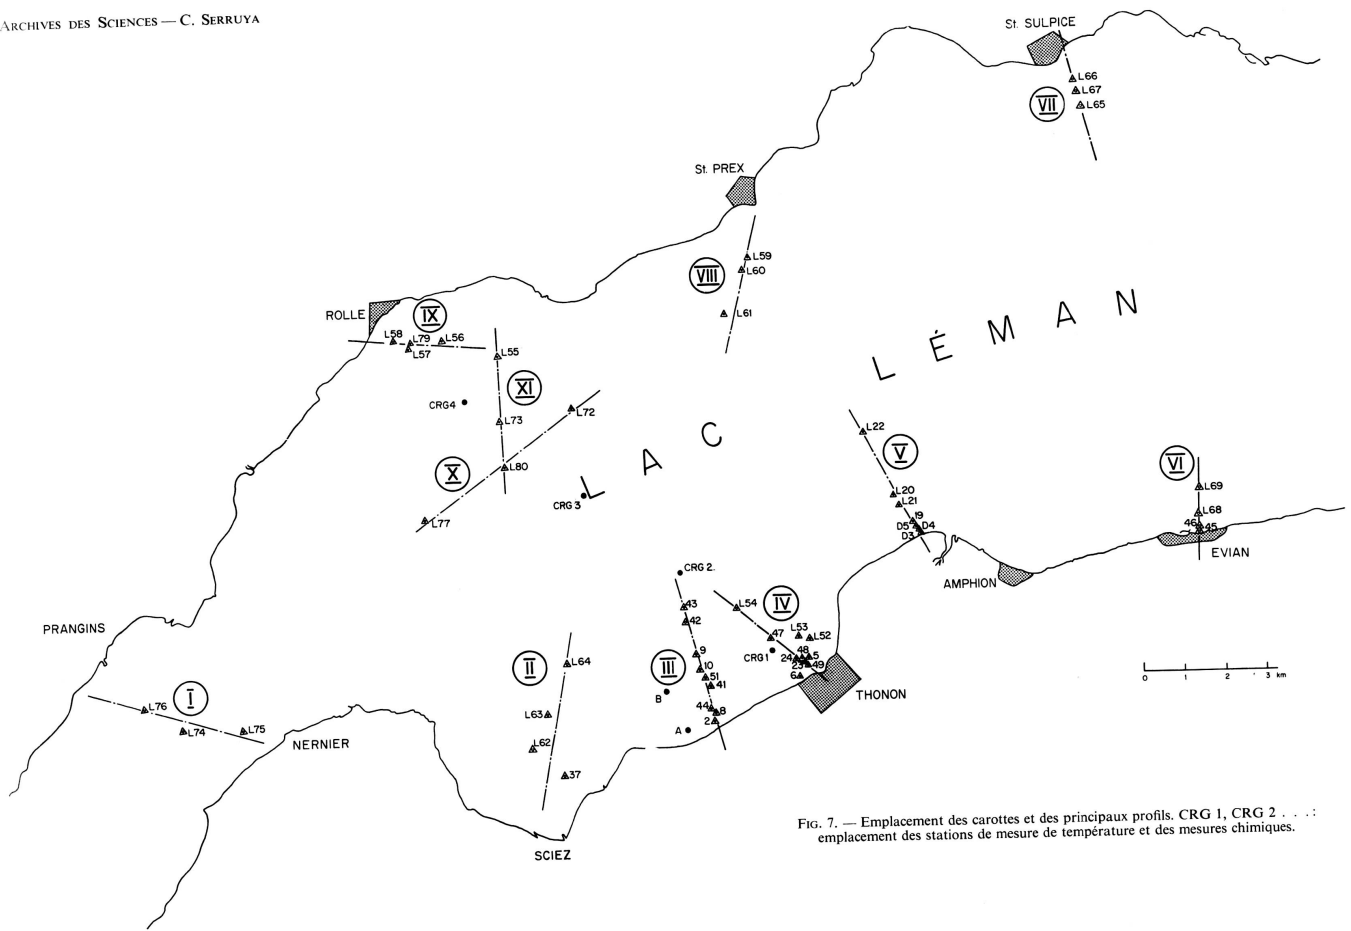 ARCHIVES DES SCIENCES — C. SERRUYA
St. SULPICE
L66
L67
VII
L65
St. PREX
L59
VIII
L60
L61
ROLLE
IX
L58
L79
L56
L57
L55
XI
CRG4
L72
L73
X
L80
L77
CRG 3
LAC LÉMAN
L22
V
L20
L21
19
D5
D4
D3
VI
L69
L68
46
45
EVIAN
AMPHION
CRG 2.
43
42
9
10
51
41
44
8
2
III
B
A
L54
IV
L53
L52
47
CRG 1
48
5
24
23
49
6
THONON
PRANGINS
I
L76
L74
L75
NERNIER
II
L64
L63
L62
37
SCIEZ
0 1 2 3 km
FIG. 7. — Emplacement des carottes et des principaux profils. CRG 1, CRG 2 . . . :
emplacement des stations de mesure de température et des mesures chimiques.